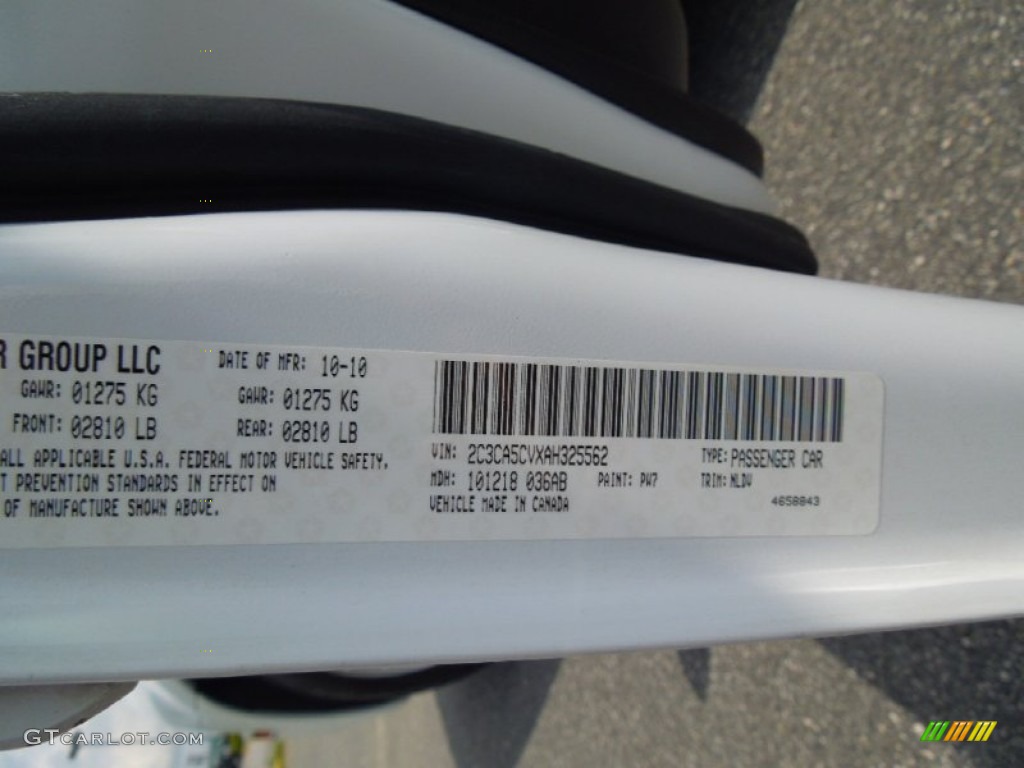 R GROUP LLC
DATE OF MFR: 10-10
GAWR: 01275 KG
GAWR: 01275 KG
FRONT: 02810 LB
REAR: 02810 LB
ALL APPLICABLE U.S.A. FEDERAL MOTOR VEHICLE SAFETY,
T PREVENTION STANDARDS IN EFFECT ON
OF MANUFACTURE SHOWN ABOVE.
VIN: 2C3CA5CVXAH325562
TYPE: PASSENGER CAR
MDH: 101218 036AB
PAINT: PW7
TRIM: NLDV
VEHICLE MADE IN CANADA
4658843
GTCARLOT.COM